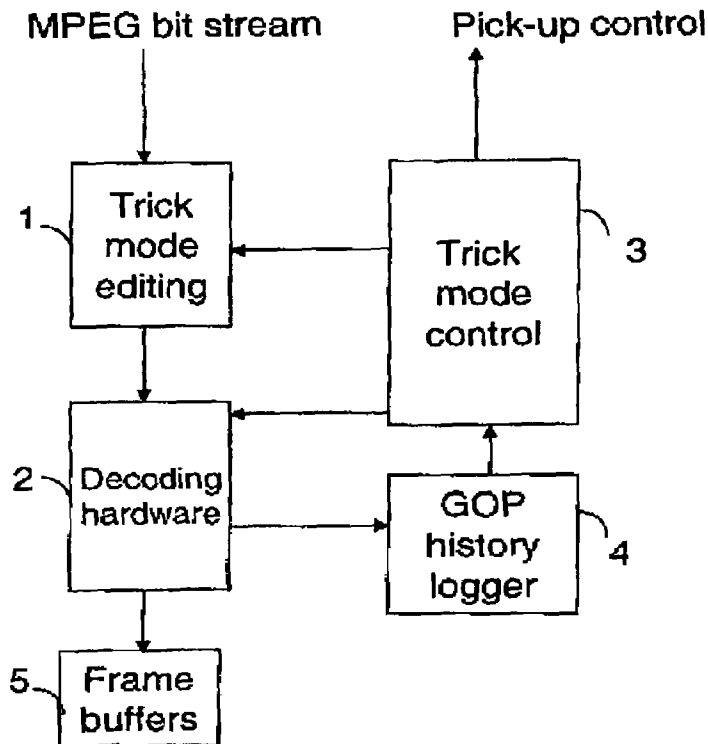 MPEG bit stream
Pick-up control
1
Trick
mode
editing
Trick
mode
control
3
2
Decoding
hardware
GOP
history
logger
4
5
Frame
buffers